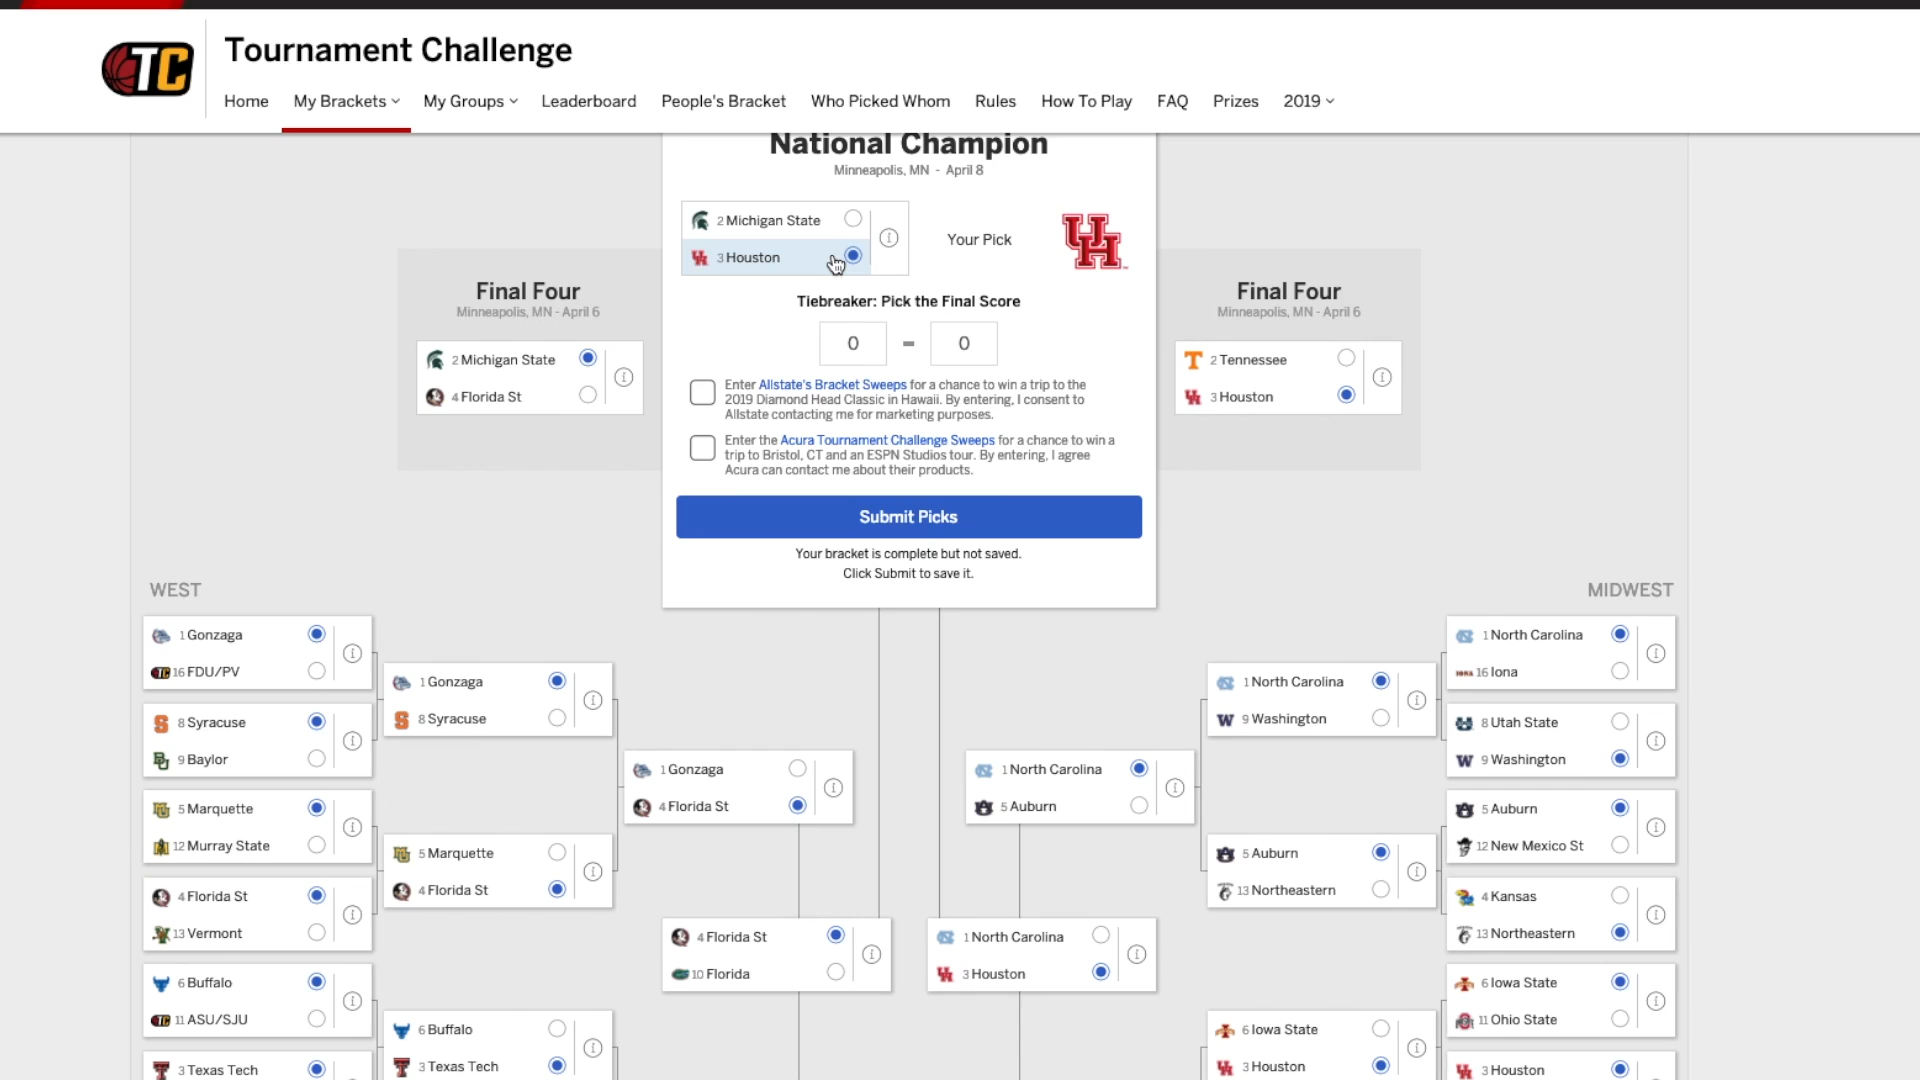 TC
Tournament Challenge
Home My Brackets My Groups Leaderboard People's Bracket Who Picked Whom Rules How To Play FAQ Prizes 2019
National Champion
Minneapolis, MN - April 8
2 Michigan State
3 Houston
Your Pick
UH
Tiebreaker: Pick the Final Score
0 - 0
Enter Allstate's Bracket Sweeps for a chance to win a trip to the
2019 Diamond Head Classic in Hawaii. By entering, I consent to
Allstate contacting me for marketing purposes.
Enter the Acura Tournament Challenge Sweeps for a chance to win a
trip to Bristol, CT and an ESPN Studios tour. By entering, I agree
Acura can contact me about their products.
Submit Picks
Your bracket is complete but not saved.
Click Submit to save it.
Final Four
Minneapolis, MN - April 6
2 Michigan State
4 Florida St
Final Four
Minneapolis, MN - April 6
2 Tennessee
3 Houston
WEST
1 Gonzaga
16 FDU/PV
8 Syracuse
9 Baylor
5 Marquette
12 Murray State
4 Florida St
13 Vermont
6 Buffalo
11 ASU/SJU
3 Texas Tech
1 Gonzaga
8 Syracuse
5 Marquette
4 Florida St
6 Buffalo
3 Texas Tech
1 Gonzaga
4 Florida St
4 Florida St
10 Florida
1 North Carolina
3 Houston
1 North Carolina
5 Auburn
1 North Carolina
9 Washington
5 Auburn
13 Northeastern
6 Iowa State
3 Houston
MIDWEST
1 North Carolina
16 Iona
8 Utah State
9 Washington
5 Auburn
12 New Mexico St
4 Kansas
13 Northeastern
6 Iowa State
11 Ohio State
3 Houston